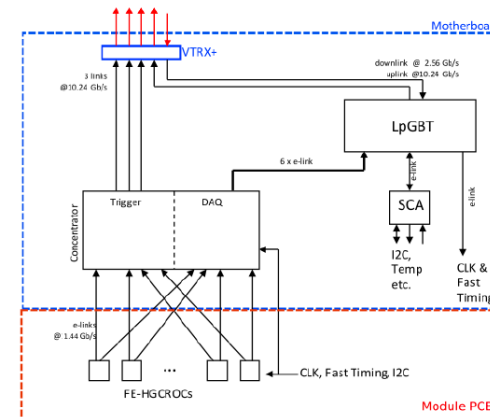 Motherboa
VTRX+
3 links
@10.24 Gb/s
downlink @ 2.56 Gb/s
uplink @10.24 Gb/s
LpGBT
6 x e-link
e-link
e-link
Trigger
DAQ
Concentrator
SCA
I2C,
Temp
etc.
CLK &
Fast
Timing
e-links
@ 1.44 Gb/s
...
CLK, Fast Timing, I2C
FE-HGCROCs
Module PCB